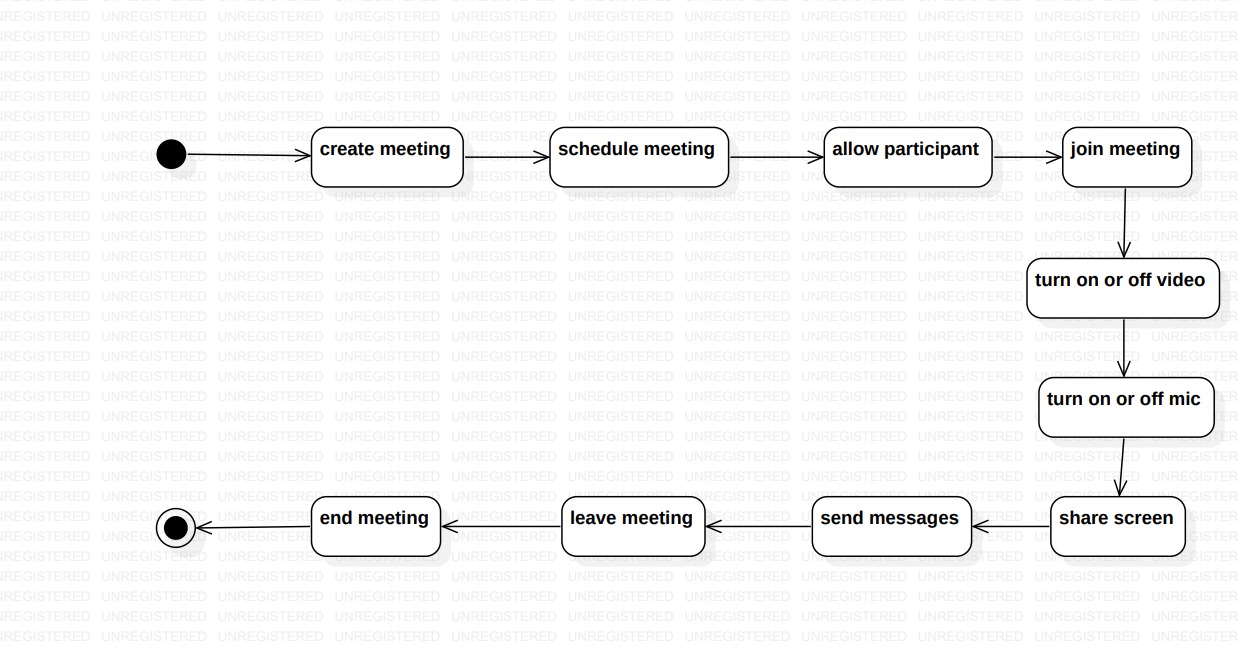 create meeting
schedule meeting
allow participant
join meeting
turn on or off video
turn on or off mic
share screen
send messages
leave meeting
end meeting
UNREGISTERED